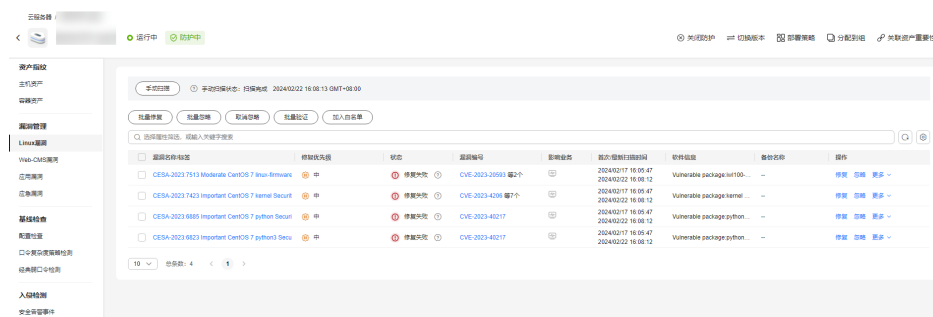 云服务器 /
运行中 防护中 关闭防护 切换版本 部署策略 分配到组 关联资产重要性
资产指纹
主机资产
容器资产
漏洞管理
Linux漏洞
Web-CMS漏洞
应用漏洞
应急漏洞
基线检查
配置检查
口令复杂度策略检测
经典弱口令检测
入侵检测
安全告警事件
手动扫描 手动扫描状态：扫描完成 2024/02/22 16:08:13 GMT+08:00
批量修复 批量忽略 取消忽略 批量验证 加入白名单
选择属性筛选，或输入关键字搜索
漏洞名称/标签 修复优先级 状态 漏洞编号 影响业务 首次/最新扫描时间 软件信息 备份名称 操作
CESA-2023:7513 Moderate CentOS 7 linux-firmware 中 修复失败 CVE-2023-20593 等2个 2024/02/17 16:05:47 Vulnerable package:iwl100-... -- 修复 忽略 更多
2024/02/22 16:08:12
CESA-2023:7423 Important CentOS 7 kernel Securit 中 修复失败 CVE-2023-4206 等7个 2024/02/17 16:05:47 Vulnerable package:kernel ... -- 修复 忽略 更多
2024/02/22 16:08:12
CESA-2023:6885 Important CentOS 7 python Securi 中 修复失败 CVE-2023-40217 2024/02/17 16:05:47 Vulnerable package:python... -- 修复 忽略 更多
2024/02/22 16:08:12
CESA-2023:6823 Important CentOS 7 python3 Secu 中 修复失败 CVE-2023-40217 2024/02/17 16:05:47 Vulnerable package:python... -- 修复 忽略 更多
2024/02/22 16:08:12
10 总条数：4 < 1 >